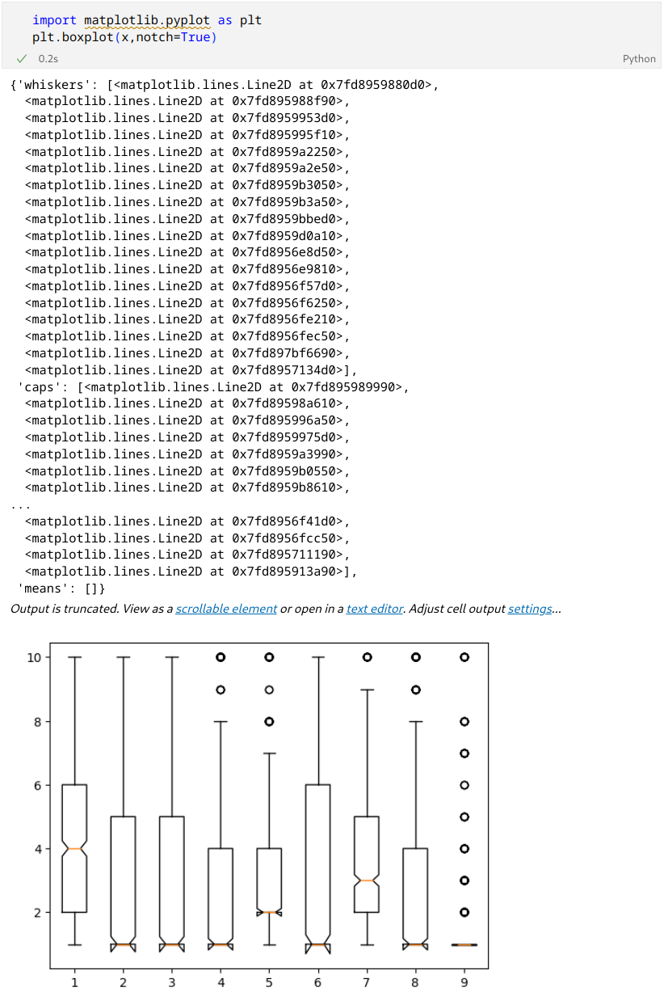 import matplotlib.pyplot as plt
plt.boxplot(x,notch=True)
0.2s
Python
{'whiskers': [<matplotlib.lines.Line2D at 0x7fd8959880d0>,
<matplotlib.lines.Line2D at 0x7fd895988f90>,
<matplotlib.lines.Line2D at 0x7fd8959953d0>,
<matplotlib.lines.Line2D at 0x7fd895995f10>,
<matplotlib.lines.Line2D at 0x7fd8959a2250>,
<matplotlib.lines.Line2D at 0x7fd8959a2e50>,
<matplotlib.lines.Line2D at 0x7fd8959b3050>,
<matplotlib.lines.Line2D at 0x7fd8959b3a50>,
<matplotlib.lines.Line2D at 0x7fd8959bbed0>,
<matplotlib.lines.Line2D at 0x7fd8959d0a10>,
<matplotlib.lines.Line2D at 0x7fd8956e8d50>,
<matplotlib.lines.Line2D at 0x7fd8956e9810>,
<matplotlib.lines.Line2D at 0x7fd8956f57d0>,
<matplotlib.lines.Line2D at 0x7fd8956f6250>,
<matplotlib.lines.Line2D at 0x7fd8956fe210>,
<matplotlib.lines.Line2D at 0x7fd8956fec50>,
<matplotlib.lines.Line2D at 0x7fd897bf6690>,
<matplotlib.lines.Line2D at 0x7fd8957134d0>],
'caps': [<matplotlib.lines.Line2D at 0x7fd895989990>,
<matplotlib.lines.Line2D at 0x7fd89598a610>,
<matplotlib.lines.Line2D at 0x7fd895996a50>,
<matplotlib.lines.Line2D at 0x7fd8959975d0>,
<matplotlib.lines.Line2D at 0x7fd8959a3990>,
<matplotlib.lines.Line2D at 0x7fd8959b0550>,
<matplotlib.lines.Line2D at 0x7fd8959b8610>,
...
<matplotlib.lines.Line2D at 0x7fd8956f41d0>,
<matplotlib.lines.Line2D at 0x7fd8956fcc50>,
<matplotlib.lines.Line2D at 0x7fd895711190>,
<matplotlib.lines.Line2D at 0x7fd895913a90>],
'means': []}
Output is truncated. View as a scrollable element or open in a text editor. Adjust cell output settings...
10
8
6
4
2
1 2 3 4 5 6 7 8 9